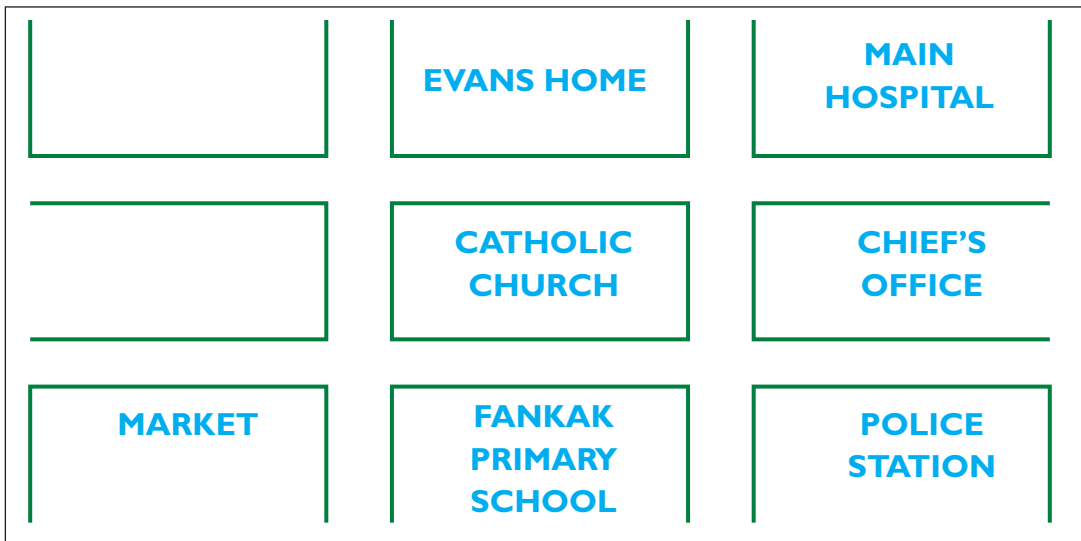 EVANS HOME
MAIN
HOSPITAL
CATHOLIC
CHURCH
CHIEF’S
OFFICE
MARKET
FANKAK
PRIMARY
SCHOOL
POLICE
STATION